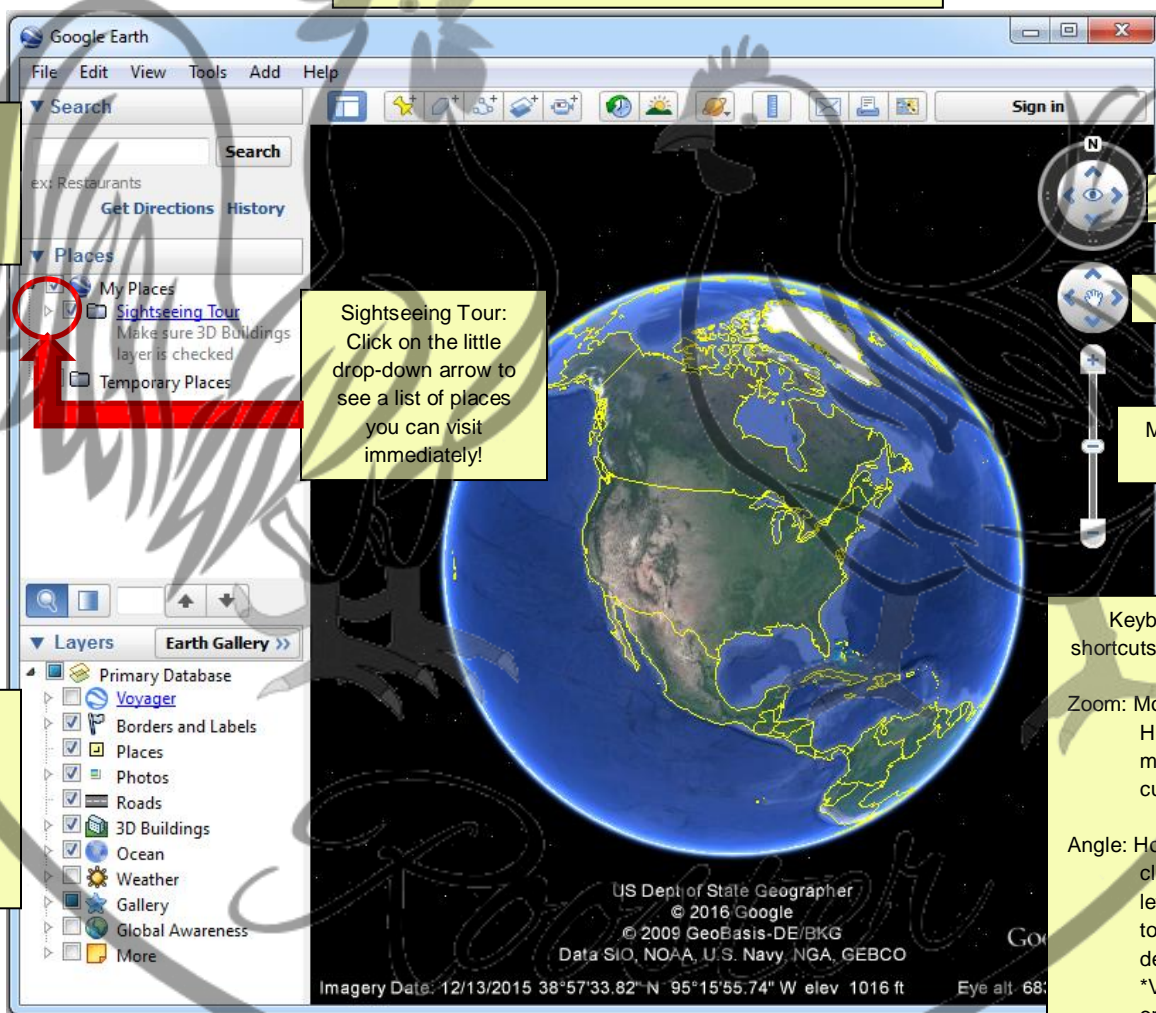 Google Earth
File Edit View Tools Add Help
Search
Sign in
Search
ex: Restaurants
Get Directions History
N
Places
My Places
Sightseeing Tour
Make sure 3D Buildings
layer is checked
Temporary Places
Sightseeing Tour:
Click on the little
drop-down arrow to
see a list of places
you can visit
immediately!
Layers Earth Gallery >>
Primary Database
Voyager
Borders and Labels
Places
Photos
Roads
3D Buildings
Ocean
Weather
Gallery
Global Awareness
More
shortcuts
Zoom:
Angle:
Rooster
US Dept of State Geographer
© 2016 Google
© 2009 GeoBasis-DE/BKG
Data SIO, NOAA, U.S. Navy, NGA, GEBCO
Imagery Date: 12/13/2015 38°57'33.82" N 95°15'55.74" W elev 1016 ft Eye alt